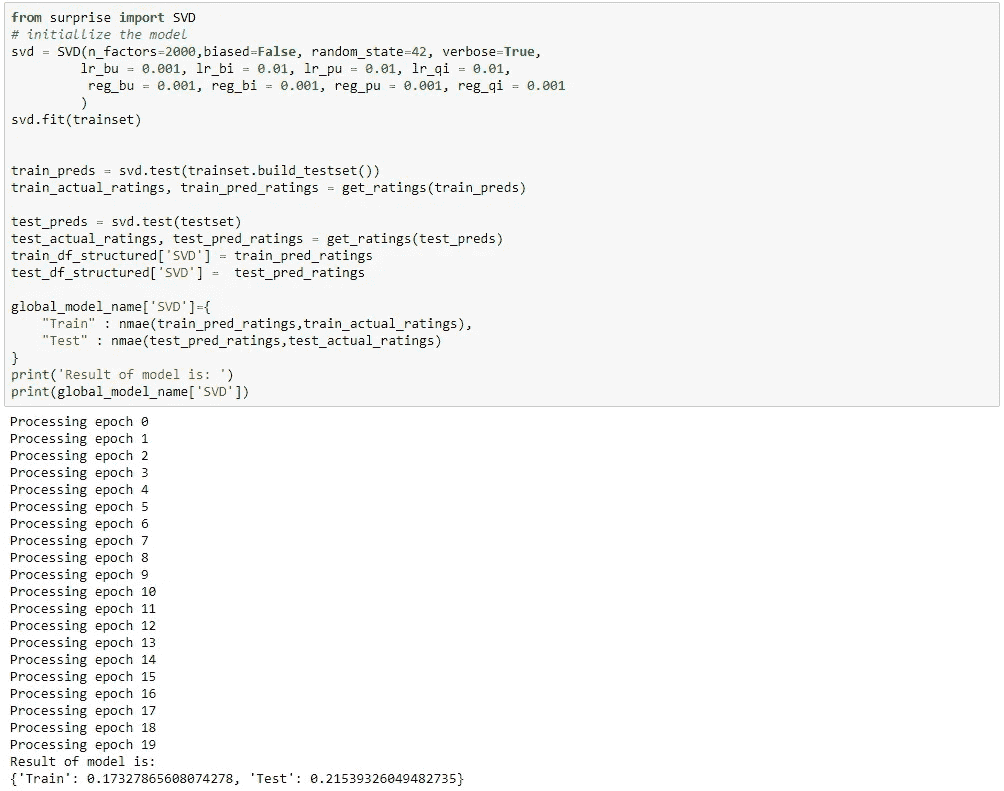 from surprise import SVD
# initiallize the model
svd = SVD(n_factors=2000,biased=False, random_state=42, verbose=True,
         lr_bu = 0.001, lr_bi = 0.01, lr_pu = 0.01, lr_qi = 0.01,
          reg_bu = 0.001, reg_bi = 0.001, reg_pu = 0.001, reg_qi = 0.001
         )
svd.fit(trainset)
train_preds = svd.test(trainset.build_testset())
train_actual_ratings, train_pred_ratings = get_ratings(train_preds)
test_preds = svd.test(testset)
test_actual_ratings, test_pred_ratings = get_ratings(test_preds)
train_df_structured['SVD'] = train_pred_ratings
test_df_structured['SVD'] =  test_pred_ratings
global_model_name['SVD']={
    "Train" : nmae(train_pred_ratings,train_actual_ratings),
    "Test" : nmae(test_pred_ratings,test_actual_ratings)
}
print('Result of model is: ')
print(global_model_name['SVD'])
Processing epoch 0
Processing epoch 1
Processing epoch 2
Processing epoch 3
Processing epoch 4
Processing epoch 5
Processing epoch 6
Processing epoch 7
Processing epoch 8
Processing epoch 9
Processing epoch 10
Processing epoch 11
Processing epoch 12
Processing epoch 13
Processing epoch 14
Processing epoch 15
Processing epoch 16
Processing epoch 17
Processing epoch 18
Processing epoch 19
Result of model is:
{'Train': 0.17327865608074278, 'Test': 0.21539326049482735}